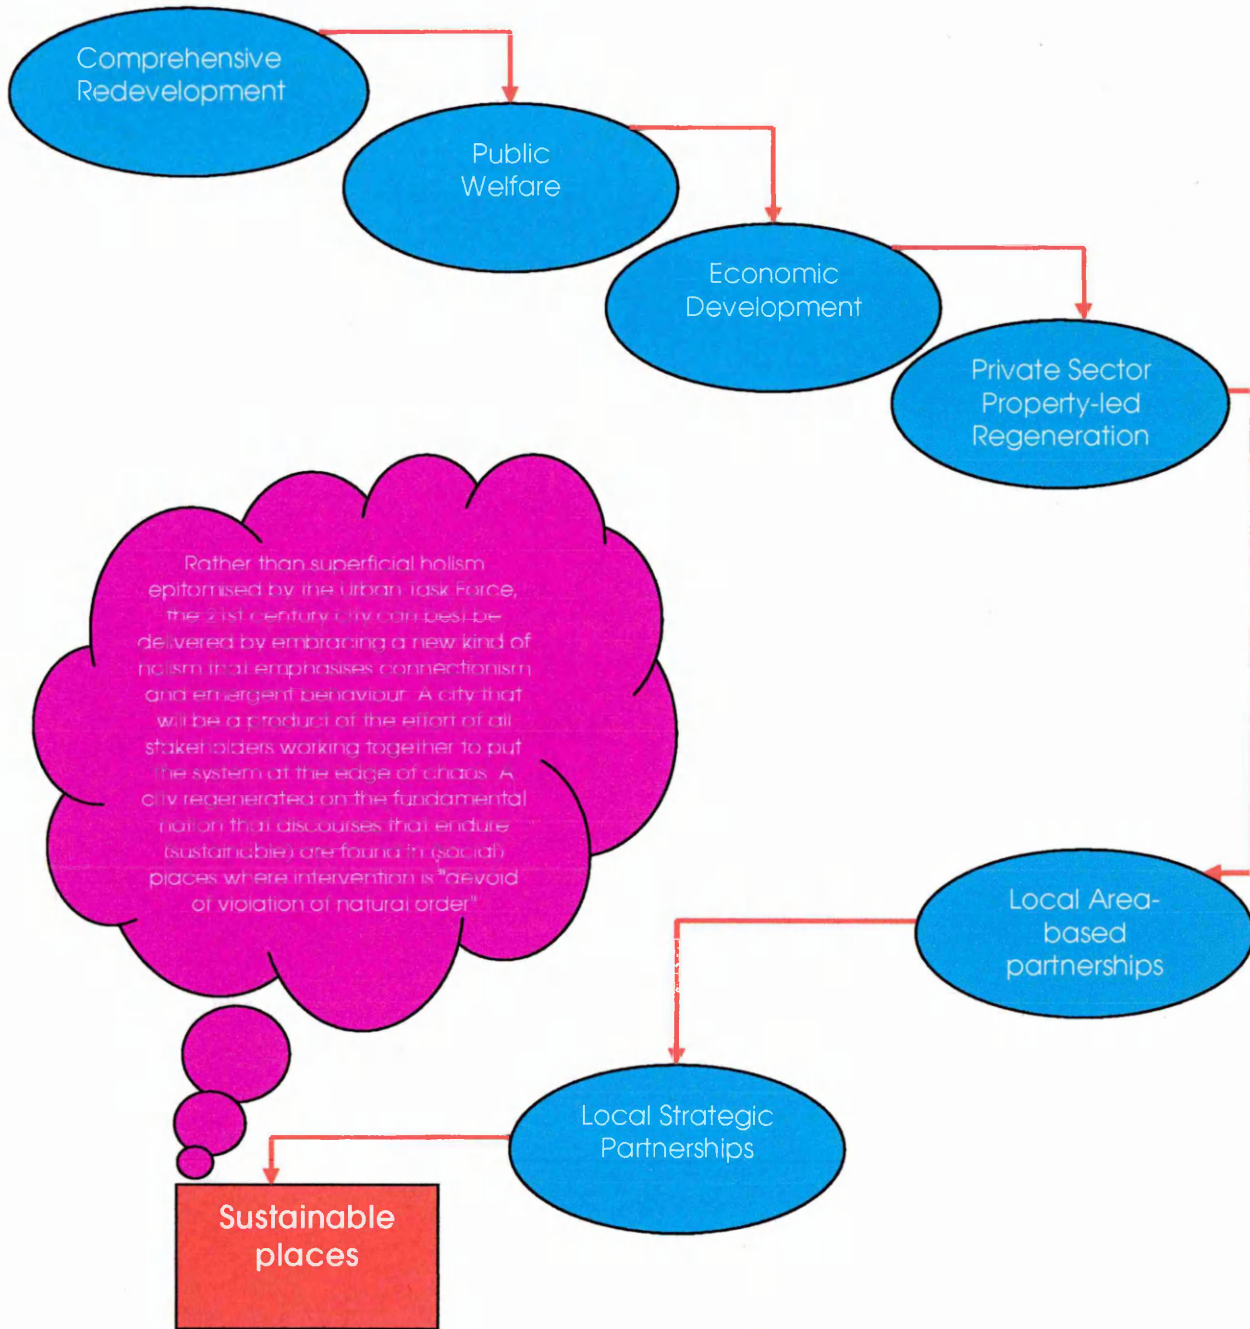 Comprehensive
Redevelopment
Public
Welfare
Economic
Development
Private Sector
Property-led
Regeneration
Rather than superficial holism
epitomised by the Urban Task Force,
the 21st century city can best be
delivered by embracing a new kind of
holism that emphasises connectionism
and emergent behaviour. A city that
will be a product of the effort of all
stakeholders working together to put
the system at the edge of chaos. A
city regenerated on the fundamental
notion that discourses that endure
(sustainable) are found in (social)
places where intervention is "devoid
of violation of natural order"
Local Area-
based
partnerships
Local Strategic
Partnerships
Sustainable
places